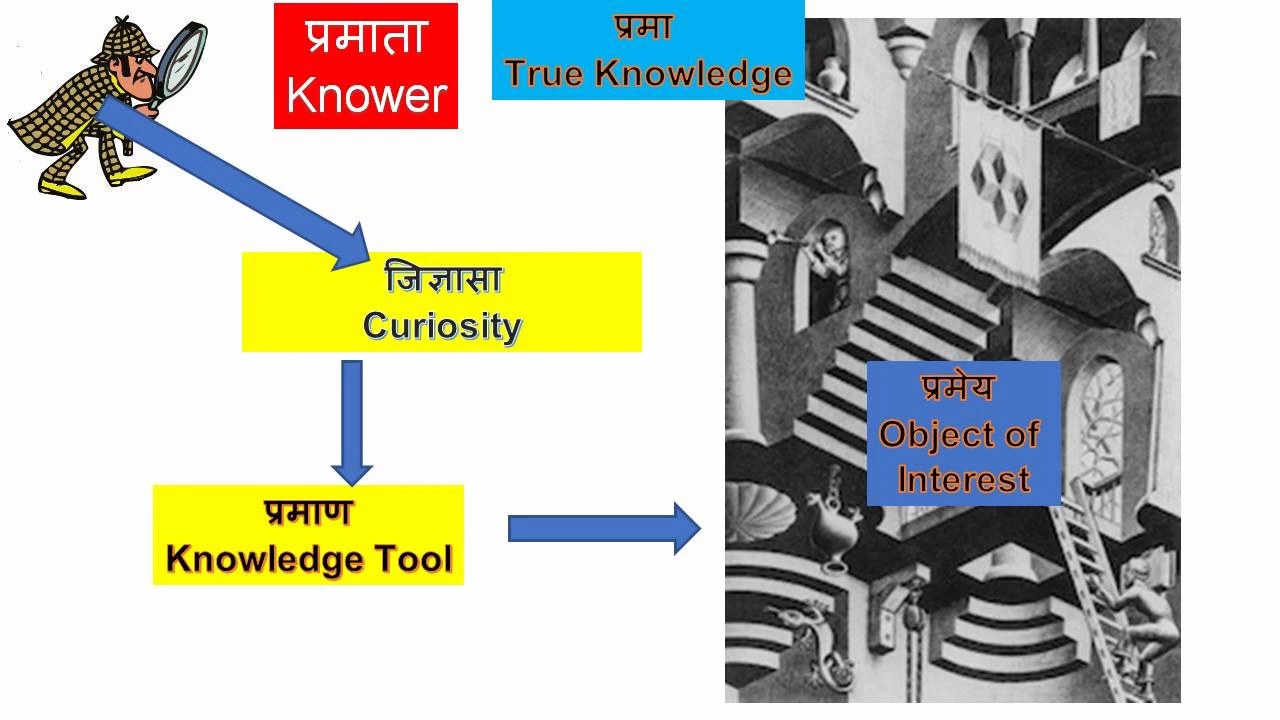 प्रमाता
Knower
प्रमा
True Knowledge
जिज्ञासा
Curiosity
प्रमाण
Knowledge Tool
प्रमेय
Object of
Interest